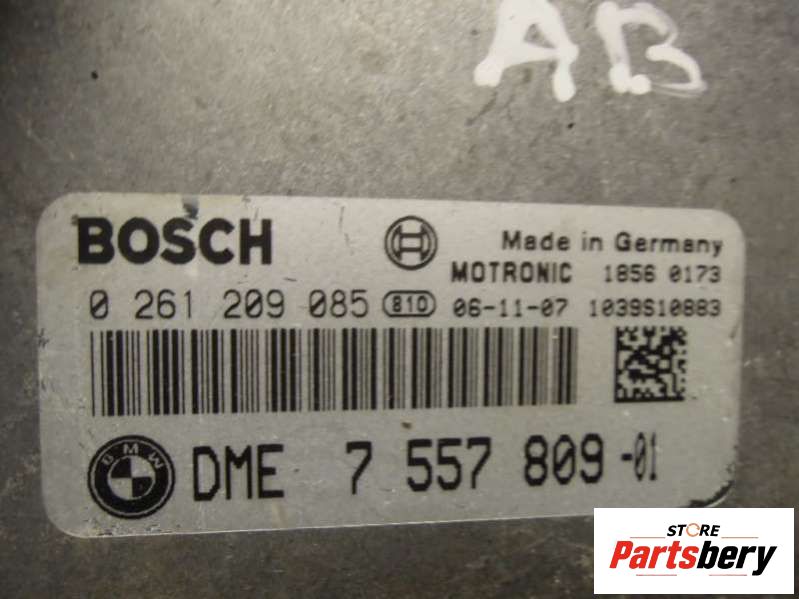 AB
BOSCH
Made in Germany
MOTRONIC 1856 0173
0 261 209 085 810 06-11-07 1039S10883
BMW DME 7 557 809 -01
STORE
Partsbery